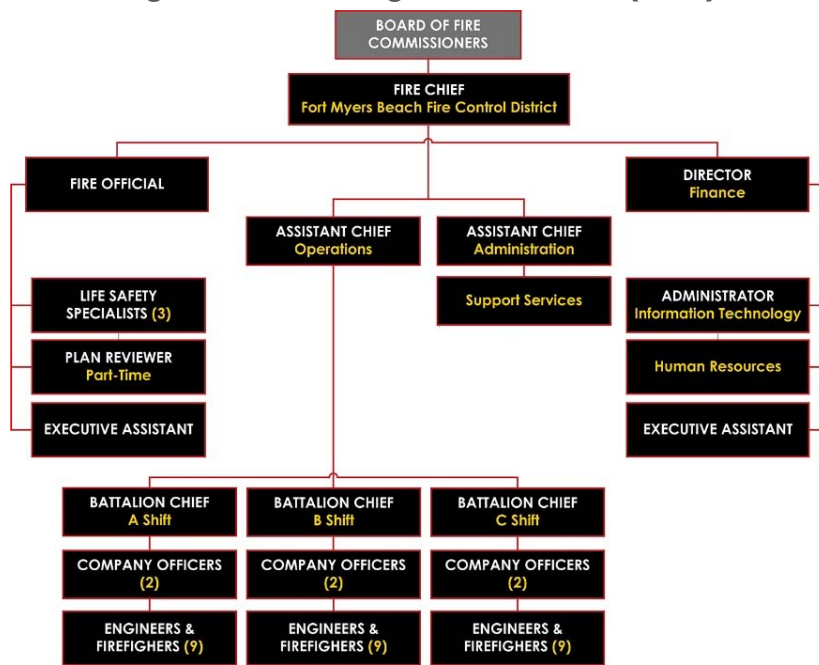 BOARD OF FIRE
COMMISSIONERS
FIRE CHIEF
Fort Myers Beach Fire Control District
FIRE OFFICIAL
DIRECTOR
Finance
ASSISTANT CHIEF
Operations
ASSISTANT CHIEF
Administration
LIFE SAFETY
SPECIALISTS (3)
Support Services
ADMINISTRATOR
Information Technology
PLAN REVIEWER
Part-Time
Human Resources
EXECUTIVE ASSISTANT
EXECUTIVE ASSISTANT
BATTALION CHIEF
A Shift
BATTALION CHIEF
B Shift
BATTALION CHIEF
C Shift
COMPANY OFFICERS
(2)
COMPANY OFFICERS
(2)
COMPANY OFFICERS
(2)
ENGINEERS &
FIREFIGHERS (9)
ENGINEERS &
FIREFIGHERS (9)
ENGINEERS &
FIREFIGHERS (9)